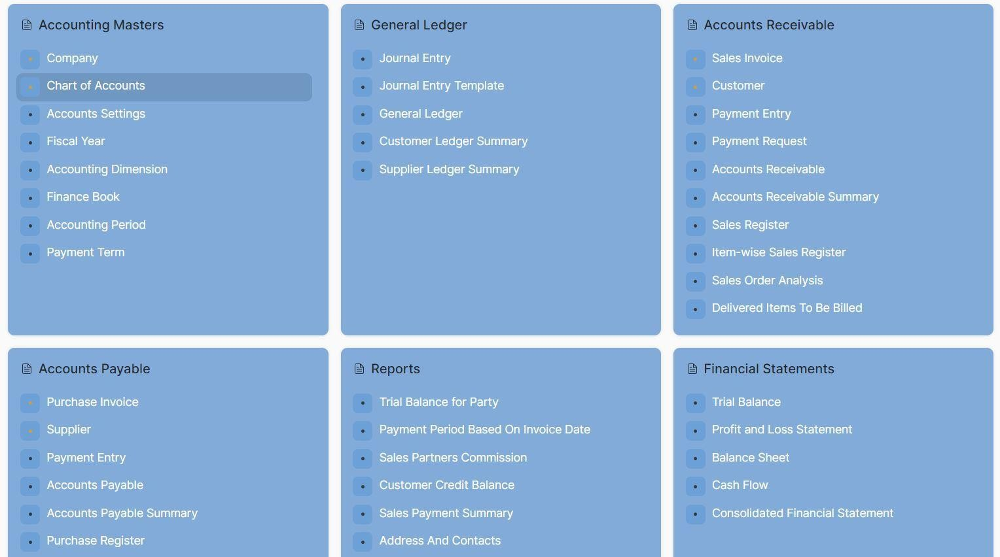 Accounting Masters
Company
Chart of Accounts
Accounts Settings
Fiscal Year
Accounting Dimension
Finance Book
Accounting Period
Payment Term
General Ledger
Journal Entry
Journal Entry Template
General Ledger
Customer Ledger Summary
Supplier Ledger Summary
Accounts Receivable
Sales Invoice
Customer
Payment Entry
Payment Request
Accounts Receivable
Accounts Receivable Summary
Sales Register
Item-wise Sales Register
Sales Order Analysis
Delivered Items To Be Billed
Accounts Payable
Purchase Invoice
Supplier
Payment Entry
Accounts Payable
Accounts Payable Summary
Purchase Register
Reports
Trial Balance for Party
Payment Period Based On Invoice Date
Sales Partners Commission
Customer Credit Balance
Sales Payment Summary
Address And Contacts
Financial Statements
Trial Balance
Profit and Loss Statement
Balance Sheet
Cash Flow
Consolidated Financial Statement